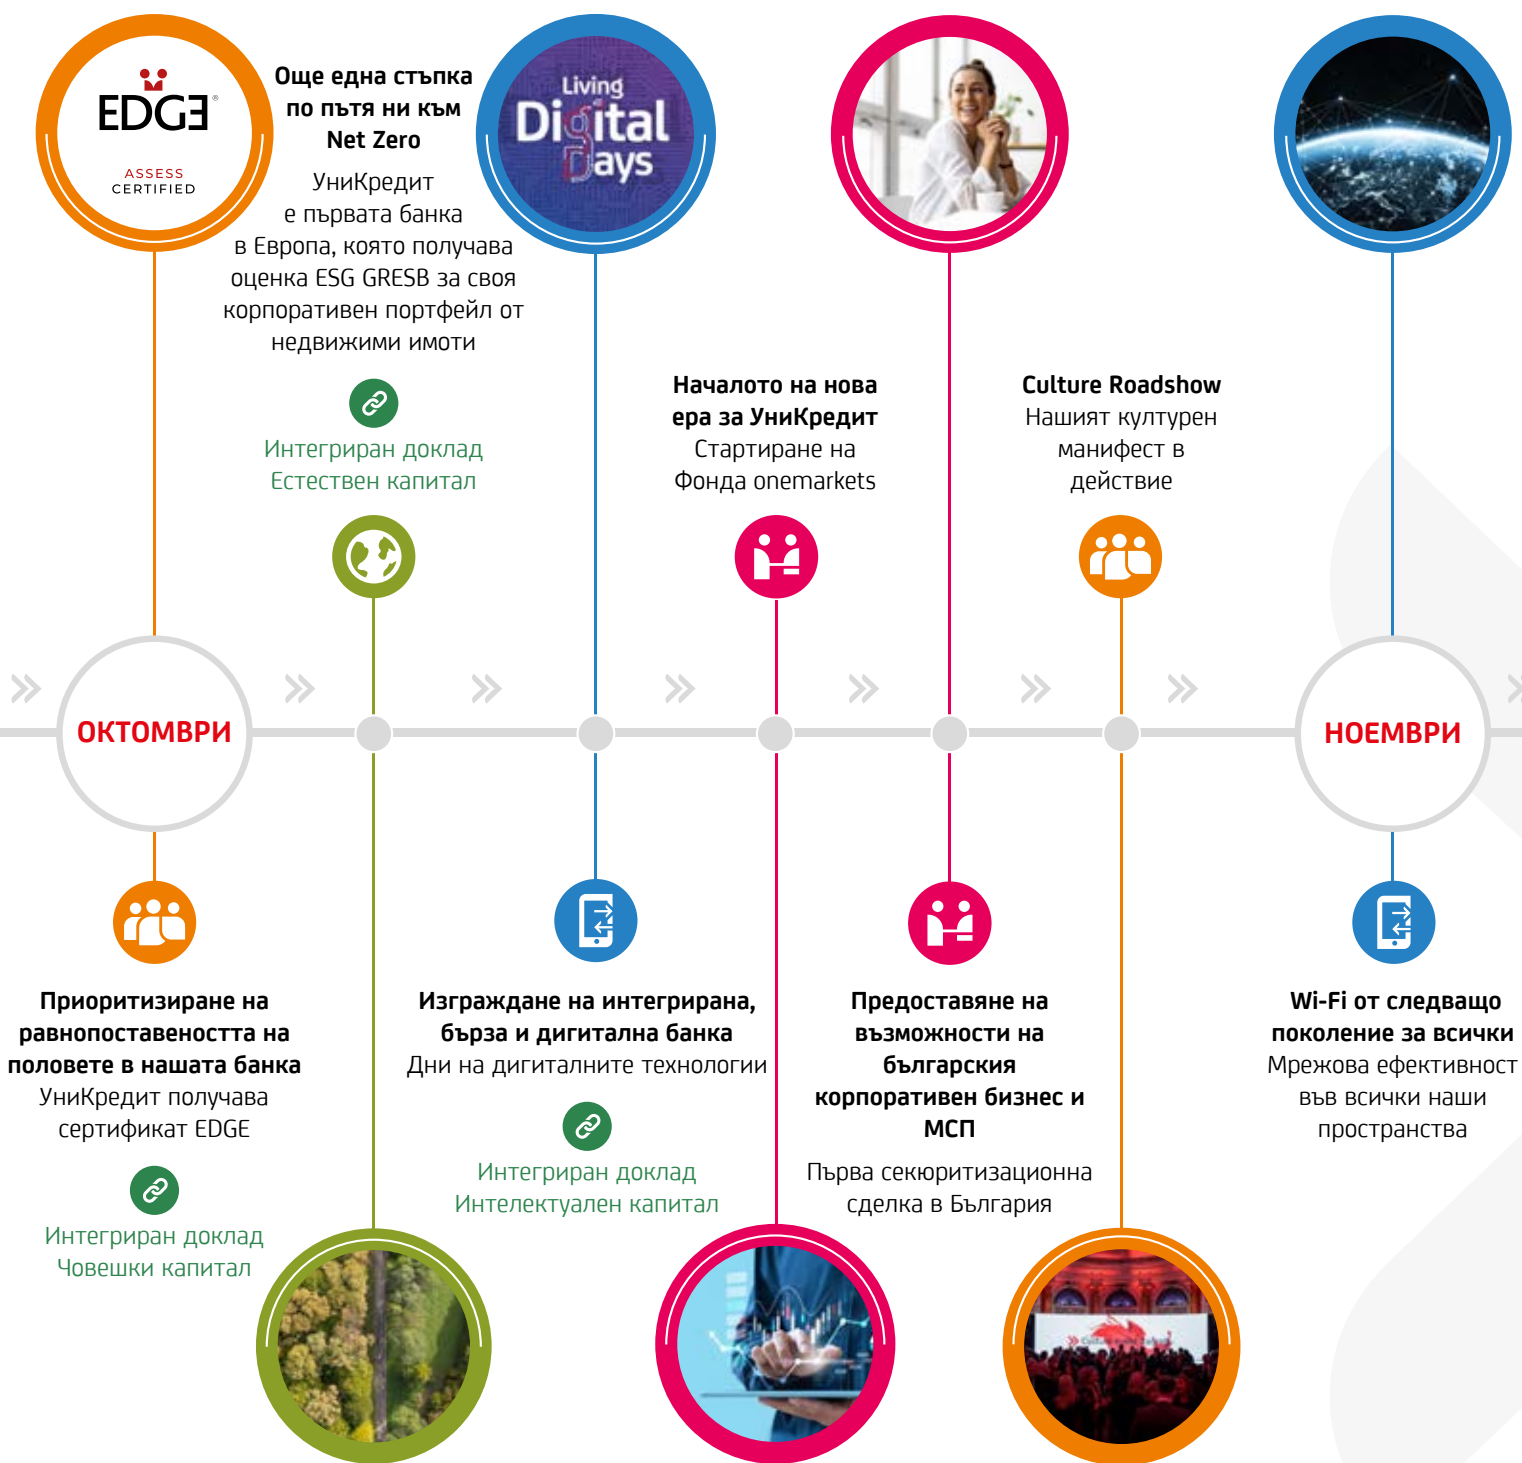 EDGE
ASSESS
CERTIFIED
Още една стъпка
по пътя ни към
Net Zero
УниКредит
е първата банка
в Европа, която получава
оценка ESG GRESB за своя
корпоративен портфейл от
недвижими имоти
Интегриран доклад
Естествен капитал
Living
Digital
Days
Началото на нова
ера за УниКредит
Стартиране на
Фонда onemarkets
Culture Roadshow
Нашият културен
манифест в
действие
ОКТОМВРИ
НОЕМВРИ
Приоритизиране на
равнопоставеността на
половете в нашата банка
УниКредит получава
сертификат EDGE
Интегриран доклад
Човешки капитал
Изграждане на интегрирана,
бърза и дигитална банка
Дни на дигиталните технологии
Интегриран доклад
Интелектуален капитал
Предоставяне на
възможности на
българския
корпоративен бизнес и
МСП
Първа секюритизационна
сделка в България
Wi-Fi от следващо
поколение за всички
Мрежова ефективност
във всички наши
пространства